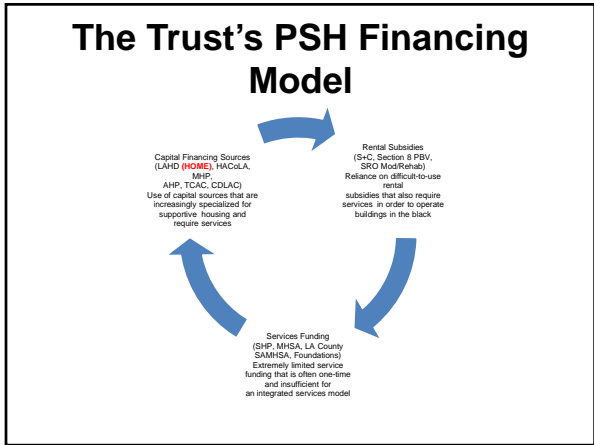 The Trust's PSH Financing
Model
Capital Financing Sources
(LAHD (HOME), HACoLA,
MHP,
AHP, TCAC, CDLAC)
Use of capital sources that are
increasingly specialized for
supportive housing and
require services
Rental Subsidies
(S+C, Section 8 PBV,
SRO Mod/Rehab)
Reliance on difficult-to-use
rental
subsidies that also require
services in order to operate
buildings in the black
Services Funding
(SHP, MHSA, LA County
SAMHSA, Foundations)
Extremely limited service
funding that is often one-time
and insufficient for
an integrated services model